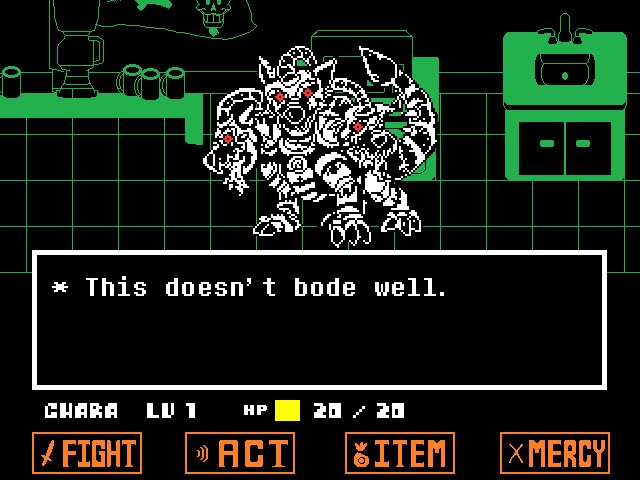 * This doesn't bode well.
CHARA LV 1 HP 20 / 20
FIGHT ACT ITEM MERCY